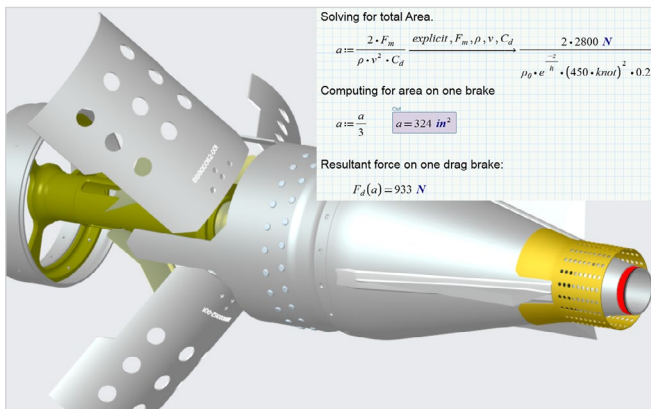 Solving for total Area.
a := 2 • F_m / ρ • v² • C_d explicit, F_m, ρ, v, C_d 2 • 2800 N / ρ₀ • e^(-z/h) • (450 • knot)² • 0.2
Computing for area on one brake
a := a / 3 a = 324 in²
Resultant force on one drag brake:
F_d(a) = 933 N